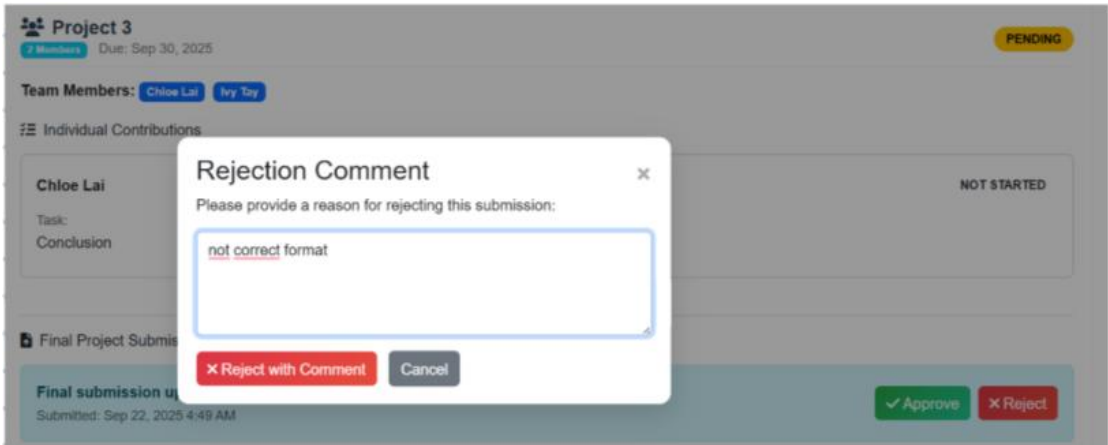 Project 3
2 Members Due: Sep 30, 2025
PENDING
Team Members: Chloe Lai Ivy Tay
Individual Contributions
Chloe Lai
NOT STARTED
Task:
Conclusion
Rejection Comment ×
Please provide a reason for rejecting this submission:
not correct format
× Reject with Comment Cancel
Final Project Submis
Final submission up
Submitted: Sep 22, 2025 4:49 AM
✓ Approve × Reject